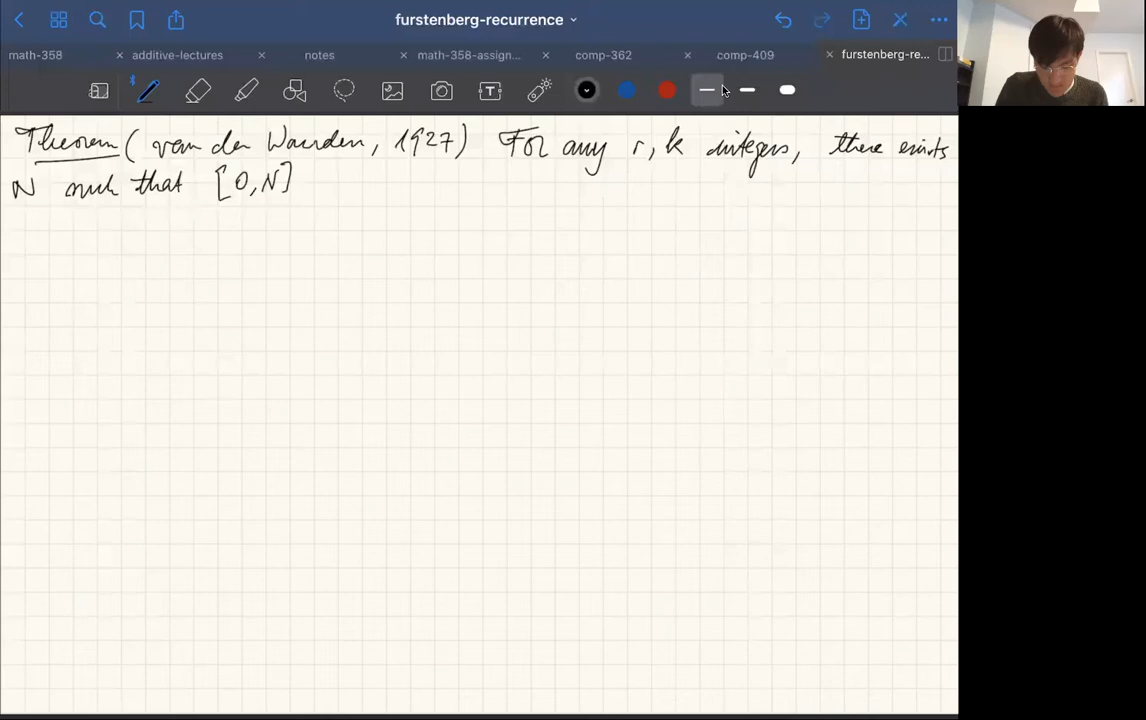 furstenberg-recurrence
math-358
additive-lectures
notes
math-358-assign...
comp-362
comp-409
furstenberg-re...
T
Theorem (van der Waerden, 1927) For any r, k integers, there exists
N such that [0, N]